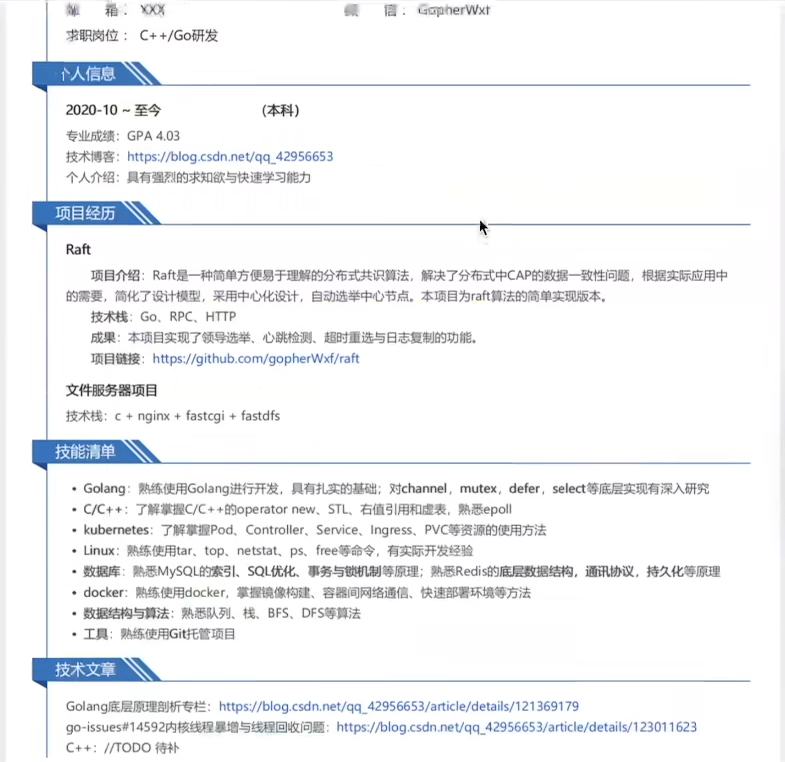 箱： XXX 微 信： GopherWxf
求职岗位： C++/Go研发
个人信息
2020-10 ~ 至今 （本科）
专业成绩：GPA 4.03
技术博客：https://blog.csdn.net/qq_42956653
个人介绍：具有强烈的求知欲与快速学习能力
项目经历
Raft
项目介绍：Raft是一种简单方便易于理解的分布式共识算法，解决了分布式中CAP的数据一致性问题，根据实际应用中
的需要，简化了设计模型，采用中心化设计，自动选举中心节点。本项目为raft算法的简单实现版本。
技术栈：Go、RPC、HTTP
成果：本项目实现了领导选举、心跳检测、超时重选与日志复制的功能。
项目链接：https://github.com/gopherWxf/raft
文件服务器项目
技术栈：c + nginx + fastcgi + fastdfs
技能清单
• Golang：熟练使用Golang进行开发，具有扎实的基础；对channel，mutex，defer，select等底层实现有深入研究
• C/C++：了解掌握C/C++的operator new、STL、右值引用和虚表，熟悉epoll
• kubernetes：了解掌握Pod、Controller、Service、Ingress、PVC等资源的使用方法
• Linux：熟练使用tar、top、netstat、ps、free等命令，有实际开发经验
• 数据库：熟悉MySQL的索引、SQL优化、事务与锁机制等原理；熟悉Redis的底层数据结构，通讯协议，持久化等原理
• docker：熟练使用docker，掌握镜像构建、容器间网络通信、快速部署环境等方法
• 数据结构与算法：熟悉队列、栈、BFS、DFS等算法
• 工具：熟练使用Git托管项目
技术文章
Golang底层原理剖析专栏：https://blog.csdn.net/qq_42956653/article/details/121369179
go-issues#14592内核线程暴增与线程回收问题：https://blog.csdn.net/qq_42956653/article/details/123011623
C++：//TODO 待补